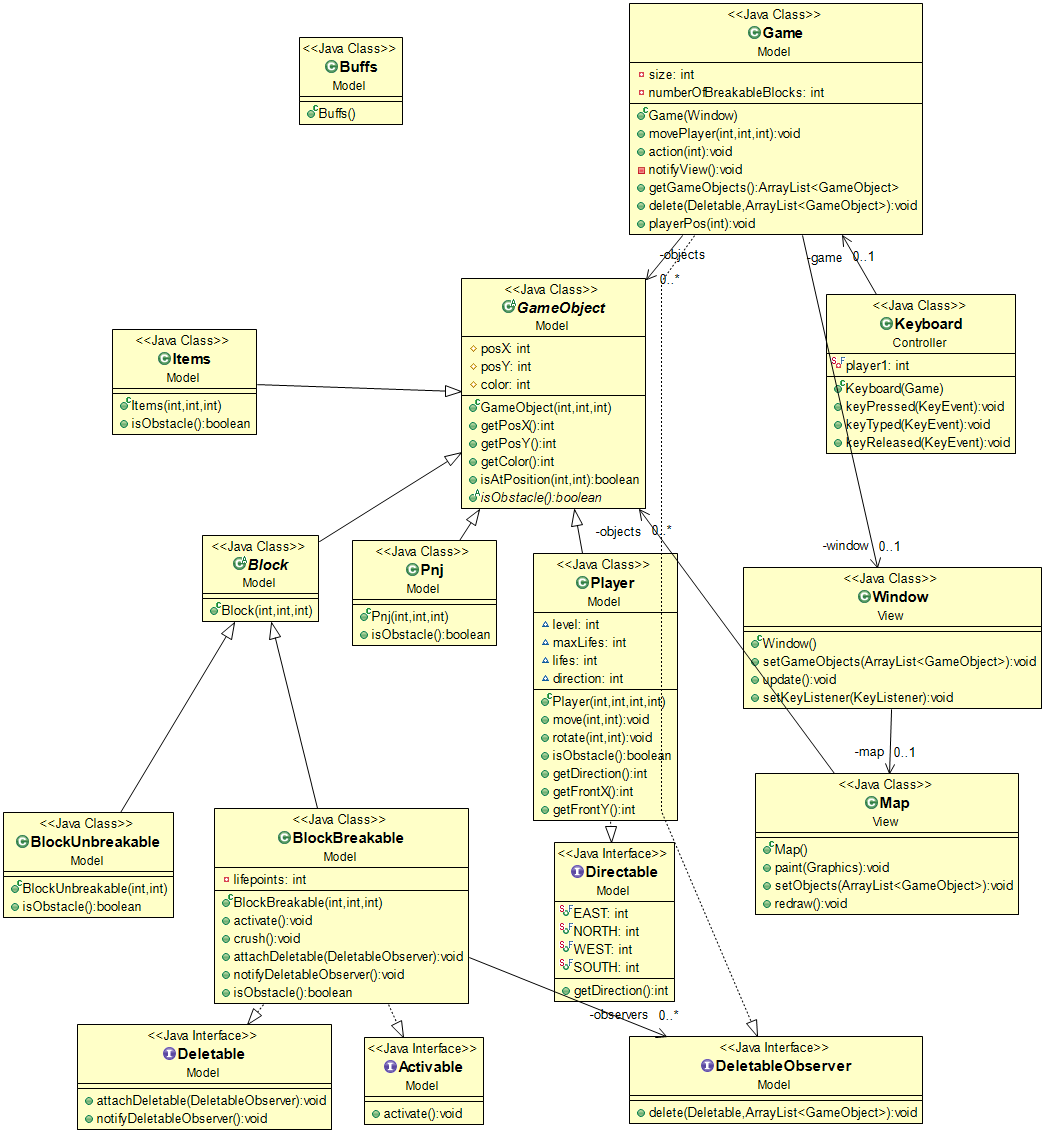 <<Java Class>>
Game
Model
size: int
numberOfBreakableBlocks: int
Game(Window)
movePlayer(int,int,int):void
action(int):void
notifyView():void
getGameObjects():ArrayList<GameObject>
delete(Deletable,ArrayList<GameObject>):void
playerPos(int):void
<<Java Class>>
Buffs
Model
Buffs()
-objects
0..*
-game 0..1
<<Java Class>>
GameObject
Model
posX: int
posY: int
color: int
GameObject(int,int,int)
getPosX():int
getPosY():int
getColor():int
isAtPosition(int,int):boolean
isObstacle():boolean
<<Java Class>>
Keyboard
Controller
player1: int
Keyboard(Game)
keyPressed(KeyEvent):void
keyTyped(KeyEvent):void
keyReleased(KeyEvent):void
<<Java Class>>
Items
Model
Items(int,int,int)
isObstacle():boolean
-objects 0..*
-window 0..1
<<Java Class>>
Block
Model
Block(int,int,int)
<<Java Class>>
Pnj
Model
Pnj(int,int,int)
isObstacle():boolean
<<Java Class>>
Player
Model
level: int
maxLifes: int
lifes: int
direction: int
Player(int,int,int,int)
move(int,int):void
rotate(int,int):void
isObstacle():boolean
getDirection():int
getFrontX():int
getFrontY():int
<<Java Class>>
Window
View
Window()
setGameObjects(ArrayList<GameObject>):void
update():void
setKeyListener(KeyListener):void
-map 0..1
<<Java Class>>
Map
View
Map()
paint(Graphics):void
setObjects(ArrayList<GameObject>):void
redraw():void
<<Java Class>>
BlockUnbreakable
Model
BlockUnbreakable(int,int)
isObstacle():boolean
<<Java Class>>
BlockBreakable
Model
lifepoints: int
BlockBreakable(int,int,int)
activate():void
crush():void
attachDeletable(DeletableObserver):void
notifyDeletableObserver():void
isObstacle():boolean
<<Java Interface>>
Directable
Model
EAST: int
NORTH: int
WEST: int
SOUTH: int
getDirection():int
-observers 0..*
<<Java Interface>>
Deletable
Model
attachDeletable(DeletableObserver):void
notifyDeletableObserver():void
<<Java Interface>>
Activable
Model
activate():void
<<Java Interface>>
DeletableObserver
Model
delete(Deletable,ArrayList<GameObject>):void